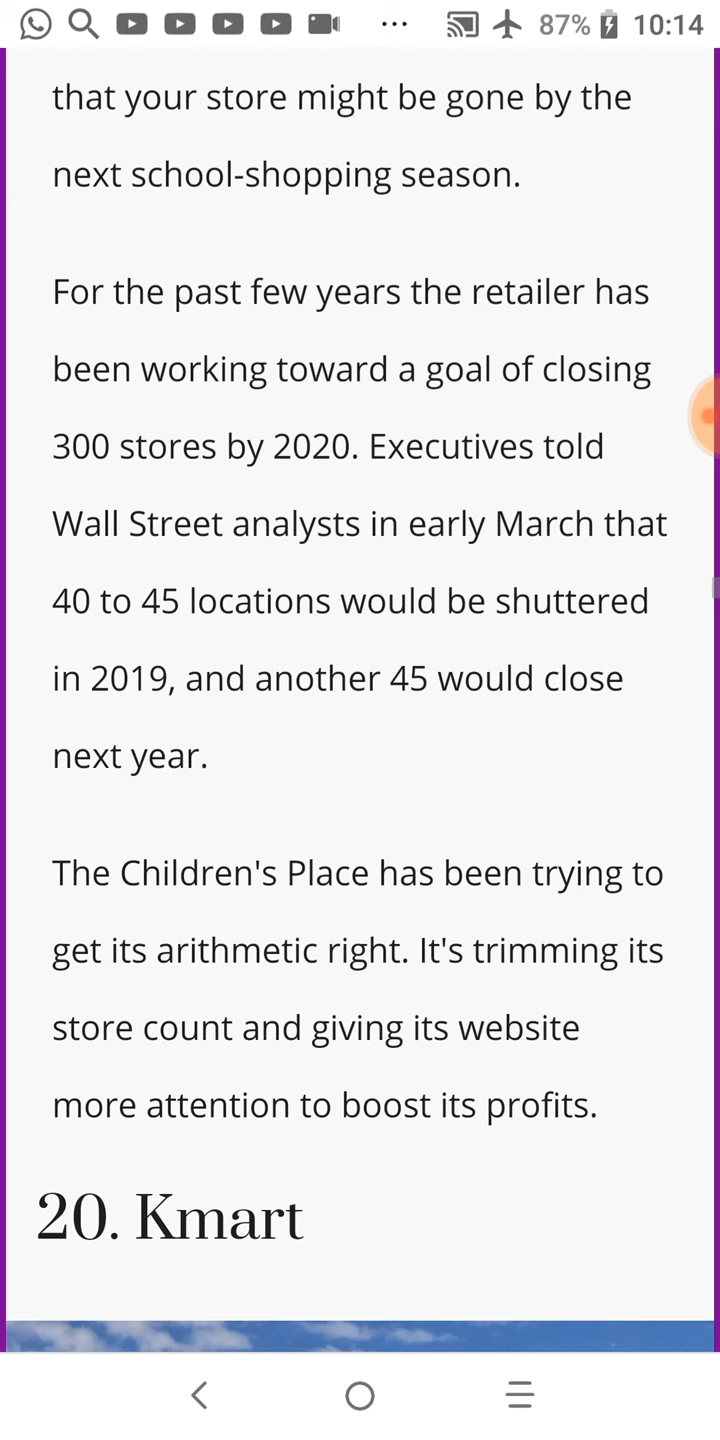 87% 10:14
that your store might be gone by the
next school-shopping season.
For the past few years the retailer has
been working toward a goal of closing
300 stores by 2020. Executives told
Wall Street analysts in early March that
40 to 45 locations would be shuttered
in 2019, and another 45 would close
next year.
The Children's Place has been trying to
get its arithmetic right. It's trimming its
store count and giving its website
more attention to boost its profits.
20. Kmart